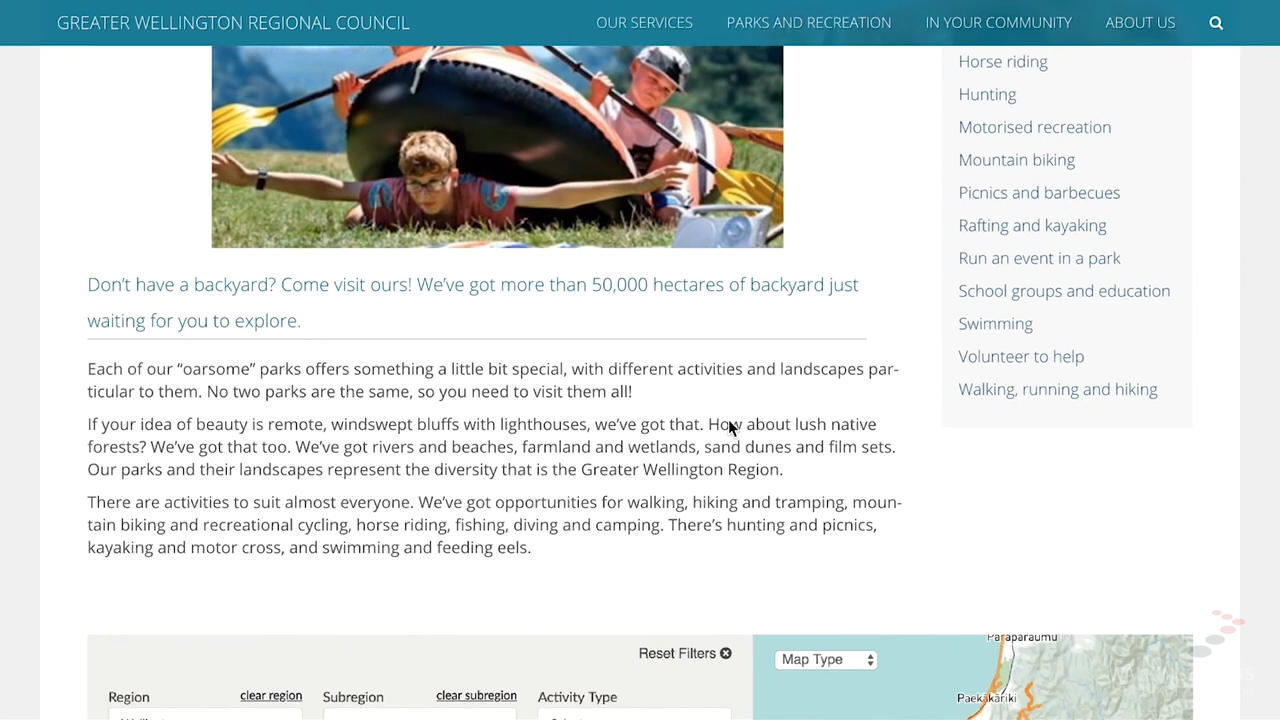 GREATER WELLINGTON REGIONAL COUNCIL
OUR SERVICES
PARKS AND RECREATION
IN YOUR COMMUNITY
ABOUT US
Horse riding
Hunting
Motorised recreation
Mountain biking
Picnics and barbecues
Rafting and kayaking
Run an event in a park
School groups and education
Swimming
Volunteer to help
Walking, running and hiking
Don’t have a backyard? Come visit ours! We’ve got more than 50,000 hectares of backyard just
waiting for you to explore.
Each of our “oarsome” parks offers something a little bit special, with different activities and landscapes par-
ticular to them. No two parks are the same, so you need to visit them all!
If your idea of beauty is remote, windswept bluffs with lighthouses, we’ve got that. How about lush native
forests? We’ve got that too. We’ve got rivers and beaches, farmland and wetlands, sand dunes and film sets.
Our parks and their landscapes represent the diversity that is the Greater Wellington Region.
There are activities to suit almost everyone. We’ve got opportunities for walking, hiking and tramping, moun-
tain biking and recreational cycling, horse riding, fishing, diving and camping. There’s hunting and picnics,
kayaking and motor cross, and swimming and feeding eels.
Reset Filters
Region
clear region
Subregion
clear subregion
Activity Type
Map Type
Paraparaumu
Paekākāriki